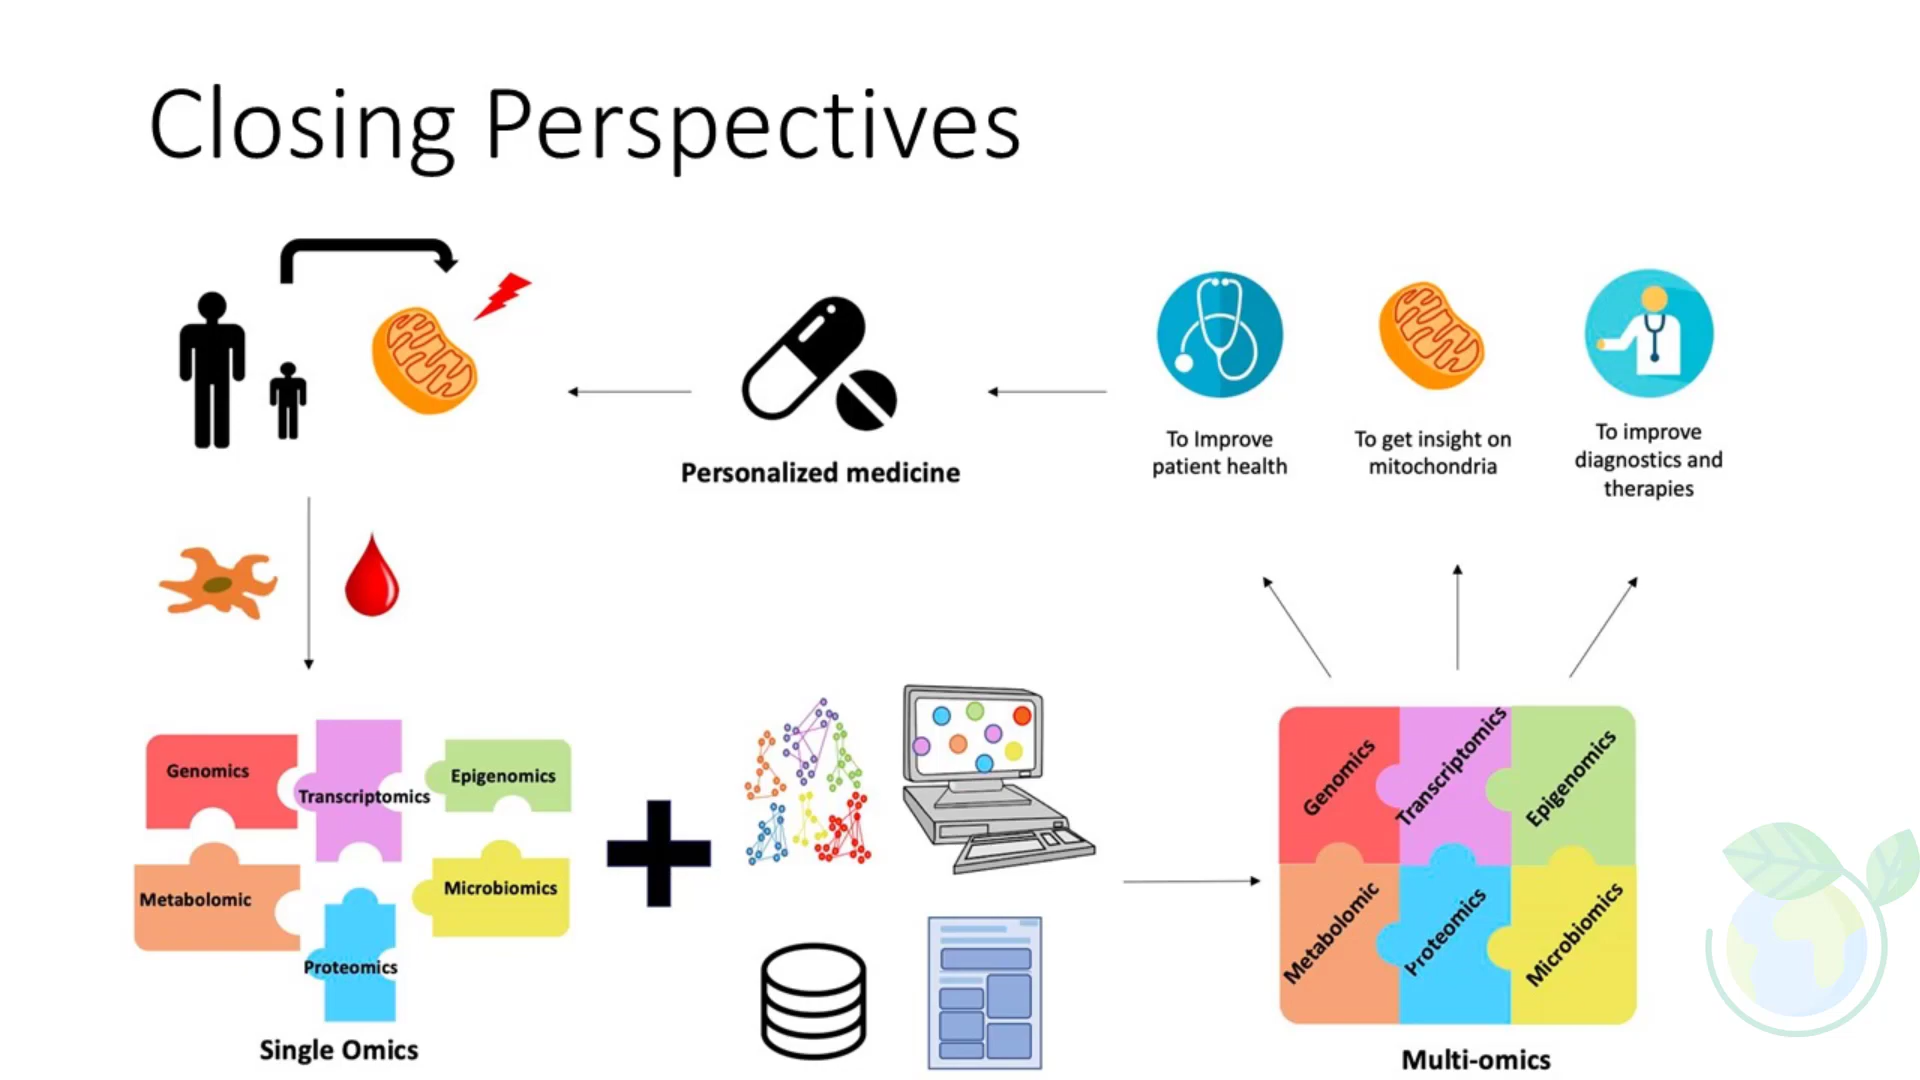 Closing Perspectives
To Improve
patient health
To get insight on
mitochondria
To improve
diagnostics and
therapies
Personalized medicine
Genomics
Transcriptomics
Epigenomics
Metabolomic
Proteomics
Microbiomics
Single Omics
Genomics
Transcriptomics
Epigenomics
Metabolomic
Proteomics
Microbiomics
Multi-omics